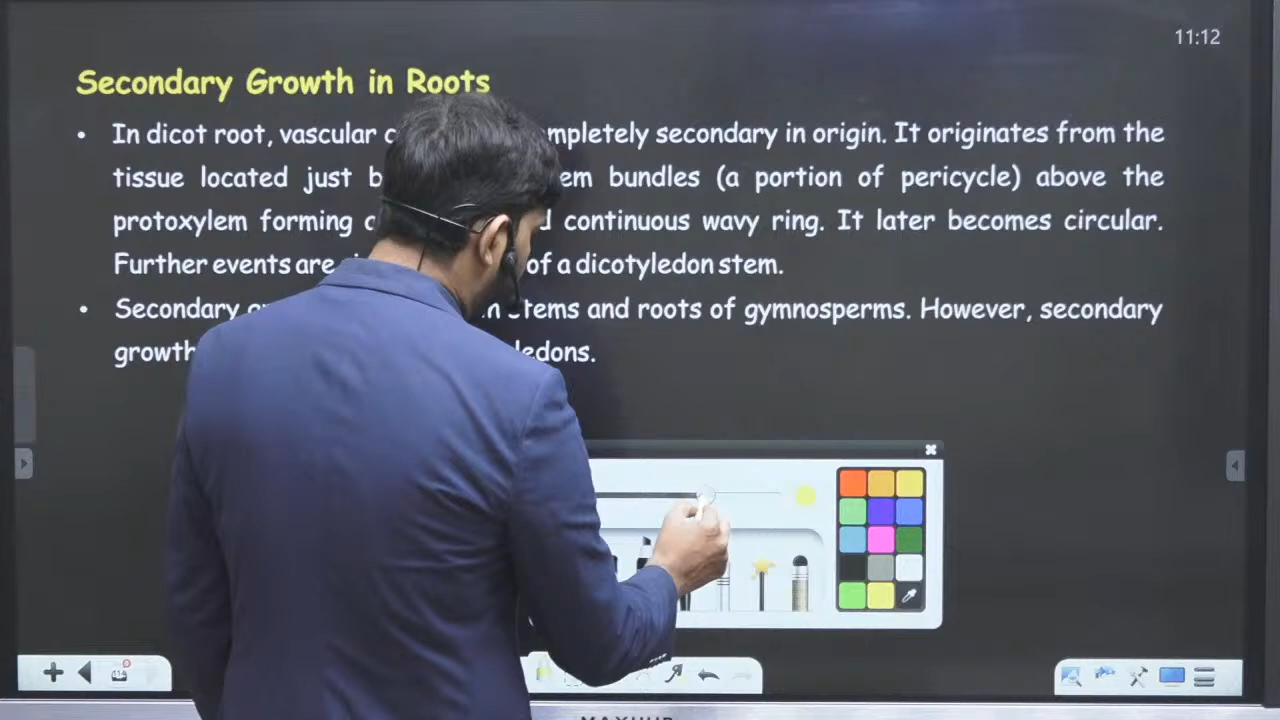 11:12
Secondary Growth in Roots
• In dicot root, vascular mpletely secondary in origin. It originates from the
tissue located just bundles (a portion of pericycle) above the
protoxylem forming continuous wavy ring. It later becomes circular.
Further events are of a dicotyledon stem.
• Secondary stems and roots of gymnosperms. However, secondary
growth ledons.